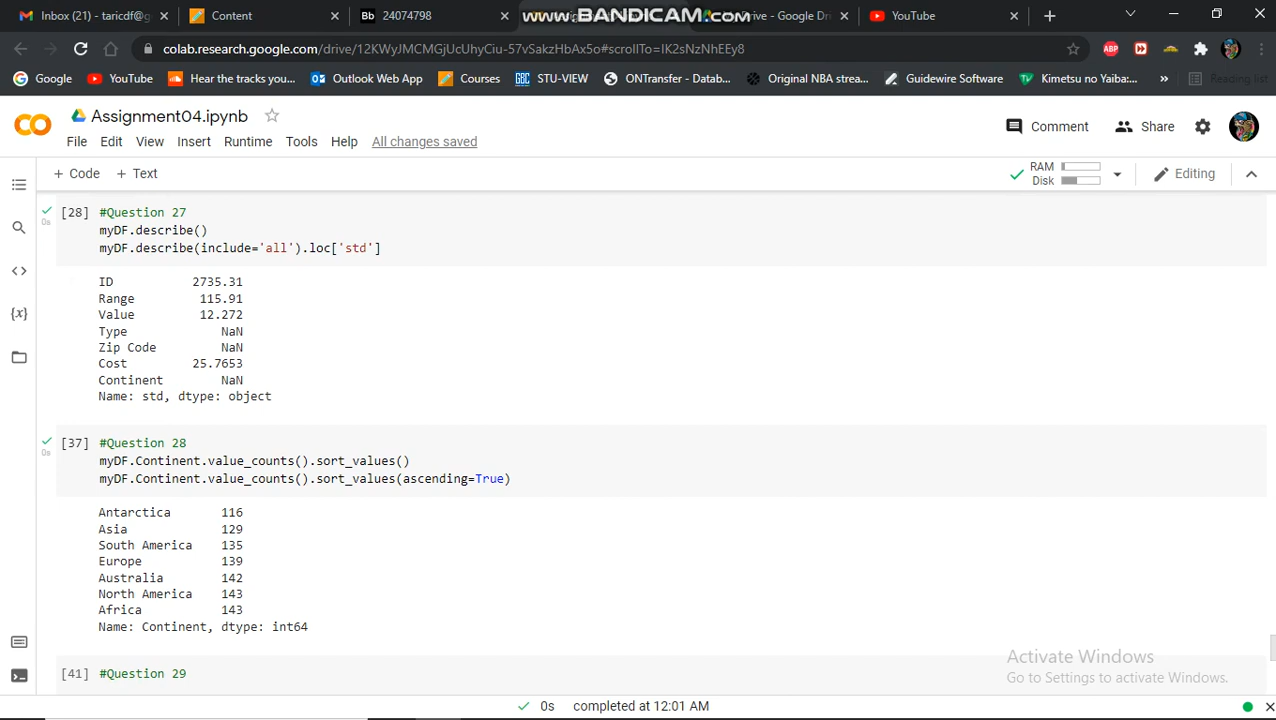 Inbox (21) - taricdf@g
Content
Bb 24074798
www.BANDICAM.com
rive - Google Dri
YouTube
colab.research.google.com/drive/12KWyJMCMGjUcUhyCiu-57vSakzHbAx5o#scrollTo=IK2sNzNhEEy8
Google YouTube Hear the tracks you... Outlook Web App Courses STU-VIEW ONTransfer - Datab... Original NBA strea... Guidewire Software Kimetsu no Yaiba:... » Reading list
Assignment04.ipynb
Comment Share
File Edit View Insert Runtime Tools Help All changes saved
+ Code + Text
RAM
Disk
Editing
[28] #Question 27
0s
myDF.describe()
myDF.describe(include='all').loc['std']
ID 2735.31
Range 115.91
Value 12.272
Type NaN
Zip Code NaN
Cost 25.7653
Continent NaN
Name: std, dtype: object
[37] #Question 28
0s
myDF.Continent.value_counts().sort_values()
myDF.Continent.value_counts().sort_values(ascending=True)
Antarctica 116
Asia 129
South America 135
Europe 139
Australia 142
North America 143
Africa 143
Name: Continent, dtype: int64
[41] #Question 29
Activate Windows
Go to Settings to activate Windows.
0s completed at 12:01 AM